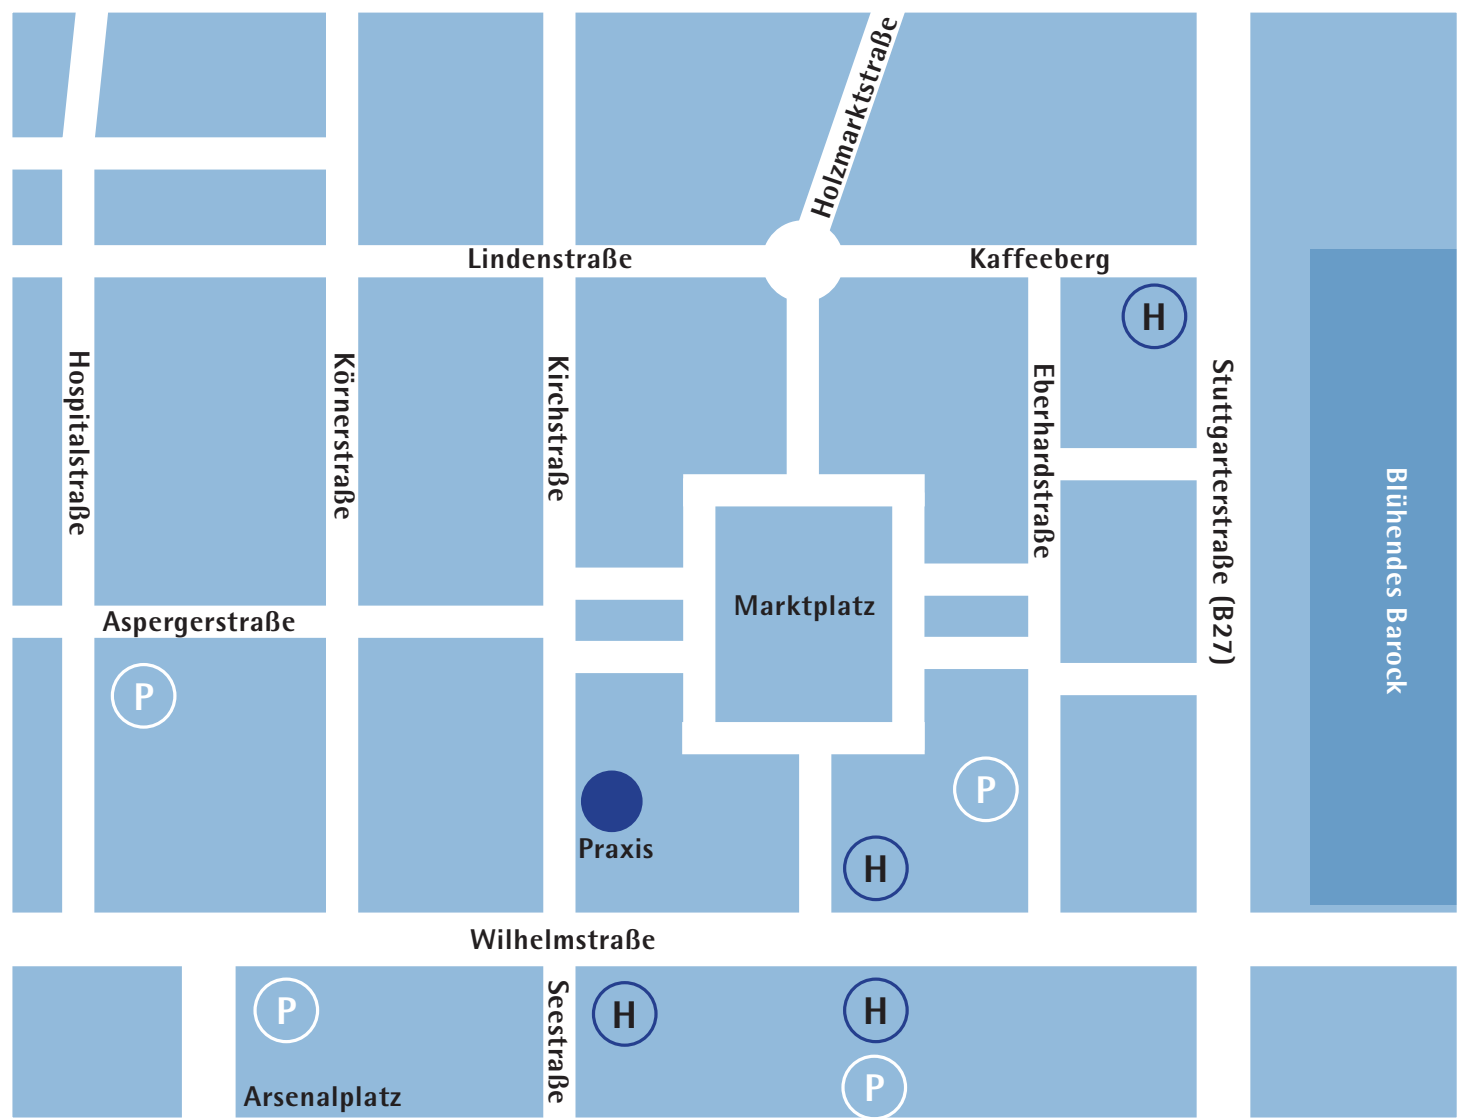 Holzmarktstraße
Lindenstraße
Kaffeeberg
H
Hospitalstraße
Körnerstraße
Kirchstraße
Eberhardstraße
Stuttgarterstraße (B27)
Blühendes Barock
Marktplatz
Aspergerstraße
P
P
Praxis
H
Wilhelmstraße
P
Seestraße
H
H
P
Arsenalplatz